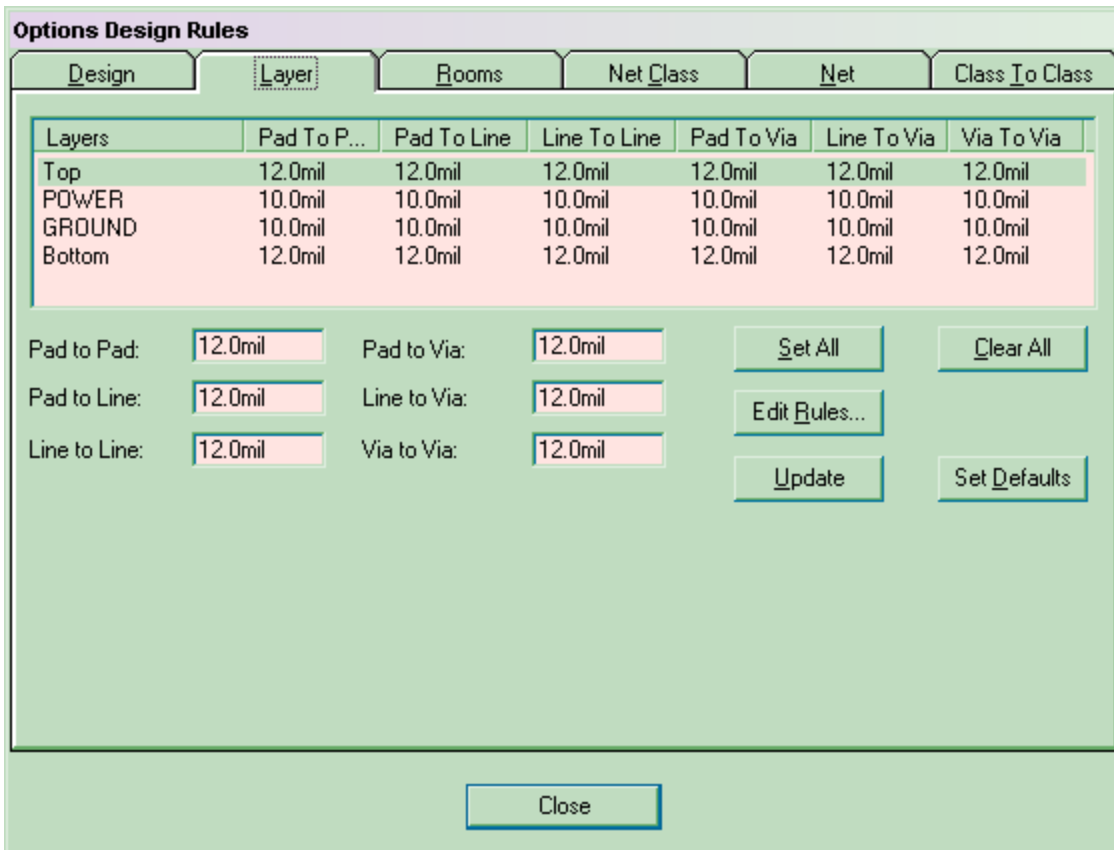 Options Design Rules
Design Layer Rooms Net Class Net Class To Class
Layers Pad To P... Pad To Line Line To Line Pad To Via Line To Via Via To Via
Top 12.0mil 12.0mil 12.0mil 12.0mil 12.0mil 12.0mil
POWER 10.0mil 10.0mil 10.0mil 10.0mil 10.0mil 10.0mil
GROUND 10.0mil 10.0mil 10.0mil 10.0mil 10.0mil 10.0mil
Bottom 12.0mil 12.0mil 12.0mil 12.0mil 12.0mil 12.0mil
Pad to Pad: 12.0mil Pad to Via: 12.0mil Set All Clear All
Pad to Line: 12.0mil Line to Via: 12.0mil Edit Rules...
Line to Line: 12.0mil Via to Via: 12.0mil Update Set Defaults
Close